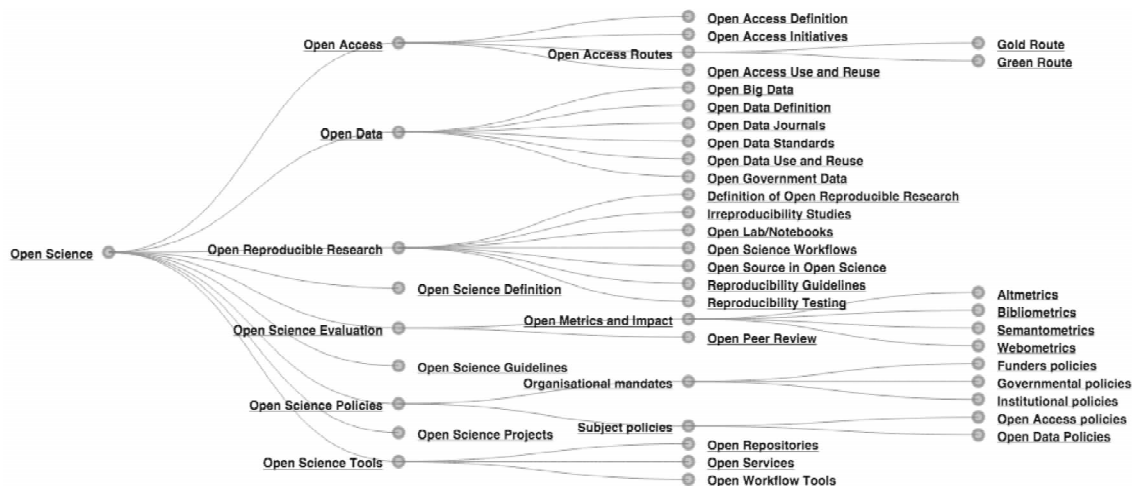 Open Science
Open Access
Open Access Definition
Open Access Initiatives
Open Access Routes
Gold Route
Green Route
Open Access Use and Reuse
Open Data
Open Big Data
Open Data Definition
Open Data Journals
Open Data Standards
Open Data Use and Reuse
Open Government Data
Open Reproducible Research
Definition of Open Reproducible Research
Irreproducibility Studies
Open Lab/Notebooks
Open Science Workflows
Open Source in Open Science
Reproducibility Guidelines
Reproducibility Testing
Open Science Definition
Open Science Evaluation
Open Metrics and Impact
Altmetrics
Bibliometrics
Semantometrics
Webometrics
Open Peer Review
Open Science Guidelines
Open Science Policies
Organisational mandates
Funders policies
Governmental policies
Institutional policies
Subject policies
Open Access policies
Open Data Policies
Open Science Projects
Open Science Tools
Open Repositories
Open Services
Open Workflow Tools